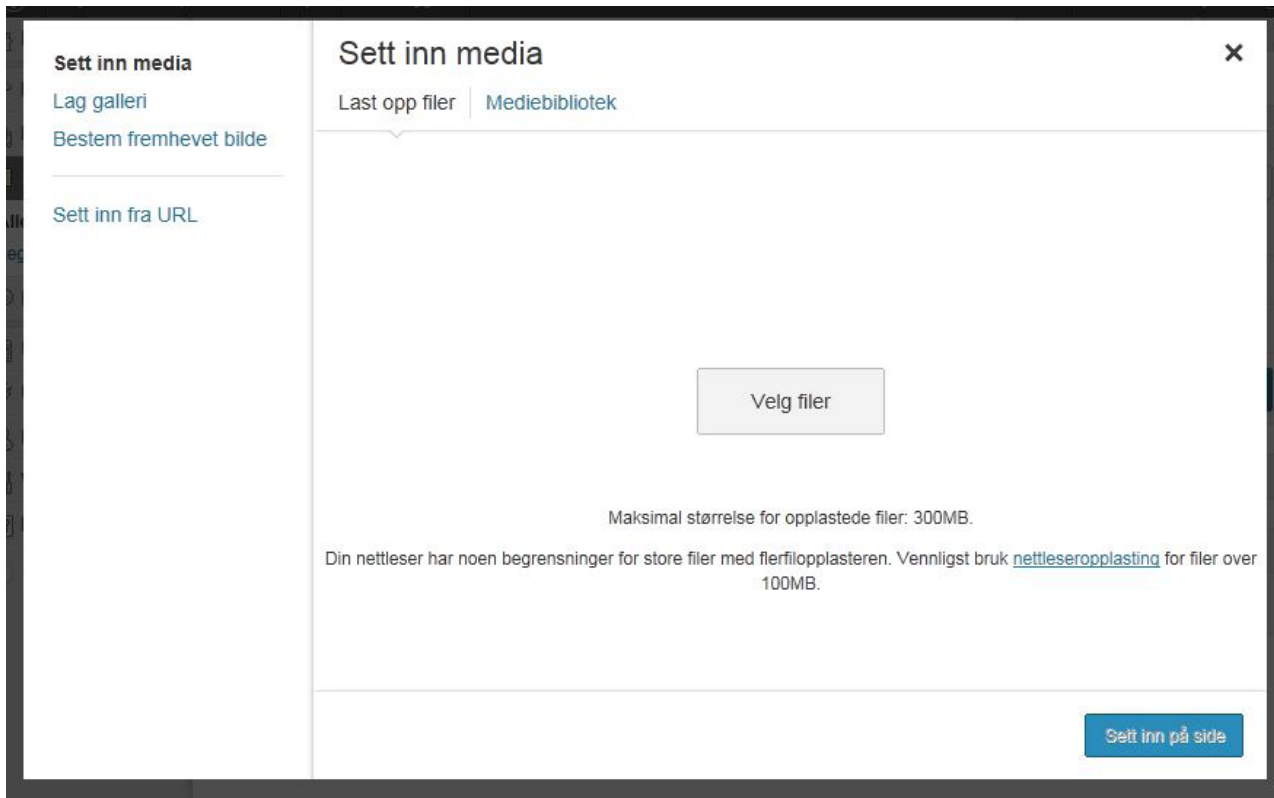 Sett inn media
Lag galleri
Bestem fremhevet bilde
Sett inn fra URL
Sett inn media
Last opp filer
Mediebibliotek
Velg filer
Maksimal størrelse for opplastede filer: 300MB.
Din nettleser har noen begrensninger for store filer med flerfilopplasteren. Vennligst bruk nettleseropplasting for filer over
100MB.
Sett inn på side